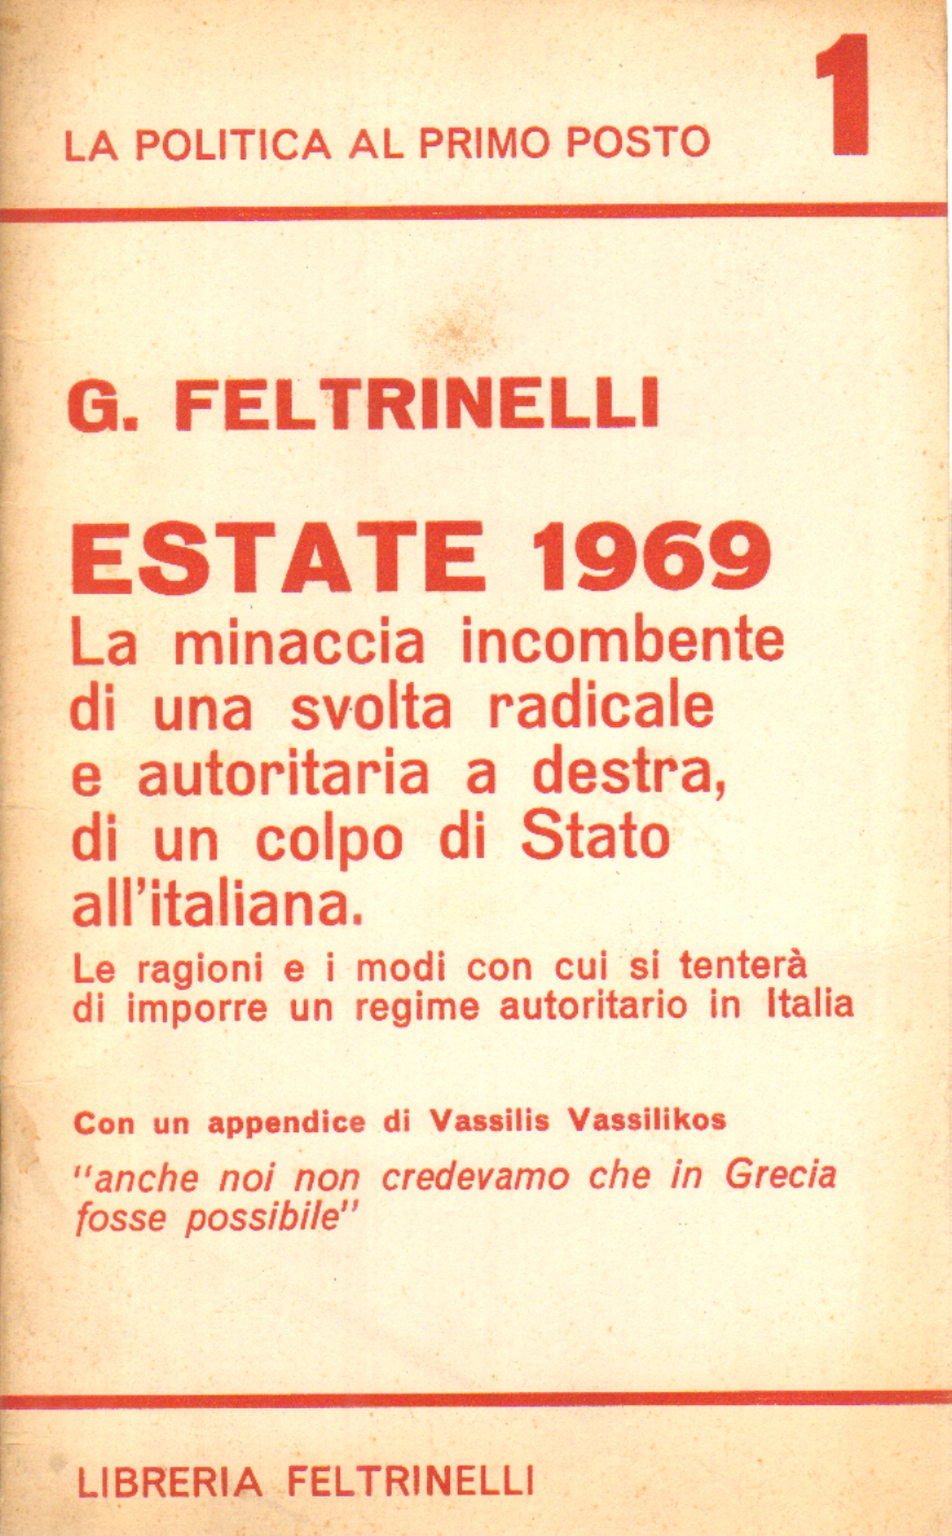 1
LA POLITICA AL PRIMO POSTO
G. FELTRINELLI
ESTATE 1969
La minaccia incombente
di una svolta radicale
e autoritaria a destra,
di un colpo di Stato
all'italiana.
Le ragioni e i modi con cui si tenterà
di imporre un regime autoritario in Italia
Con un appendice di Vassilis Vassilikos
"anche noi non credevamo che in Grecia
fosse possibile"
LIBRERIA FELTRINELLI